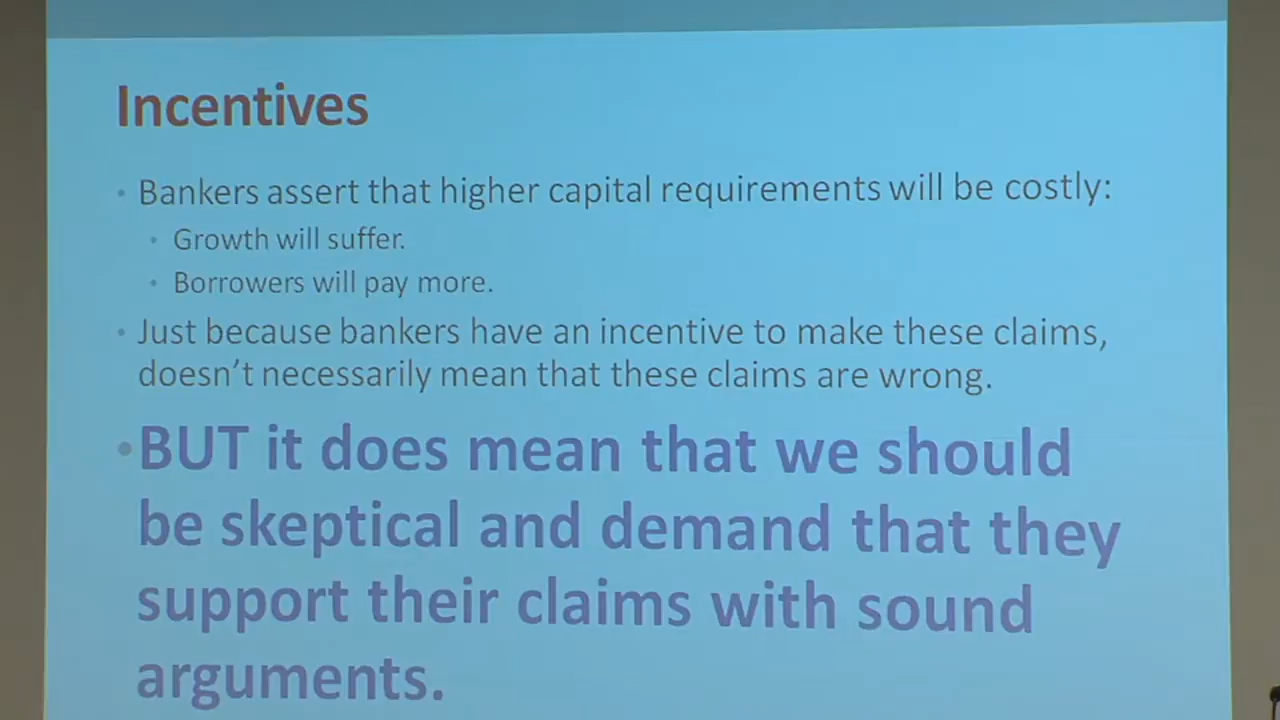 Incentives
• Bankers assert that higher capital requirements will be costly:
• Growth will suffer.
• Borrowers will pay more.
• Just because bankers have an incentive to make these claims,
doesn't necessarily mean that these claims are wrong.
• BUT it does mean that we should
be skeptical and demand that they
support their claims with sound
arguments.